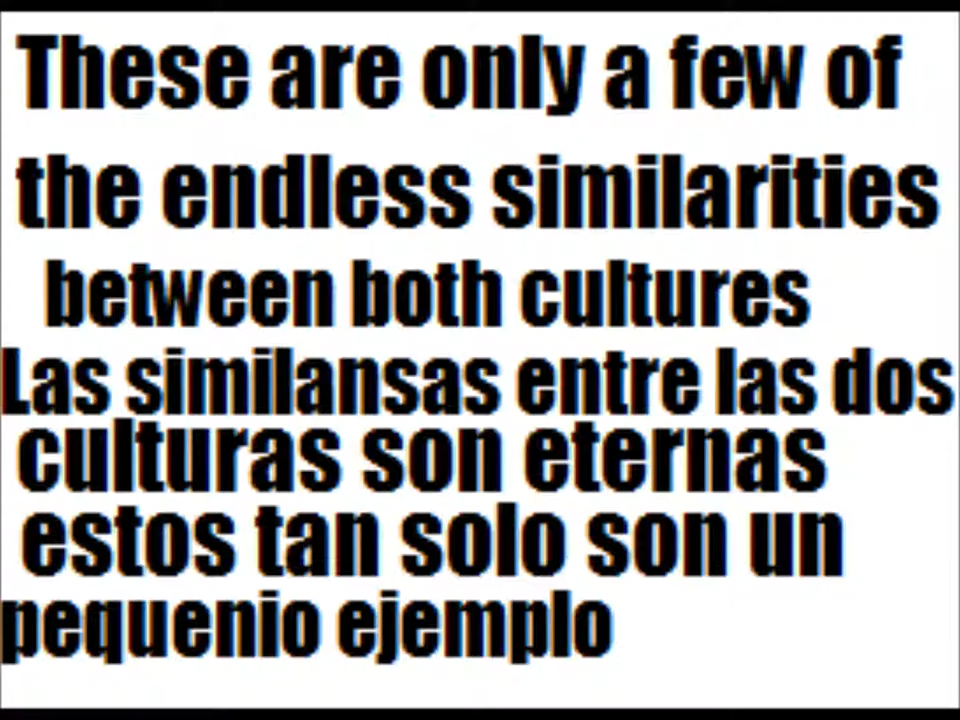 These are only a few of
the endless similarities
between both cultures
Las similansas entre las dos
culturas son eternas
estos tan solo son un
pequenio ejemplo